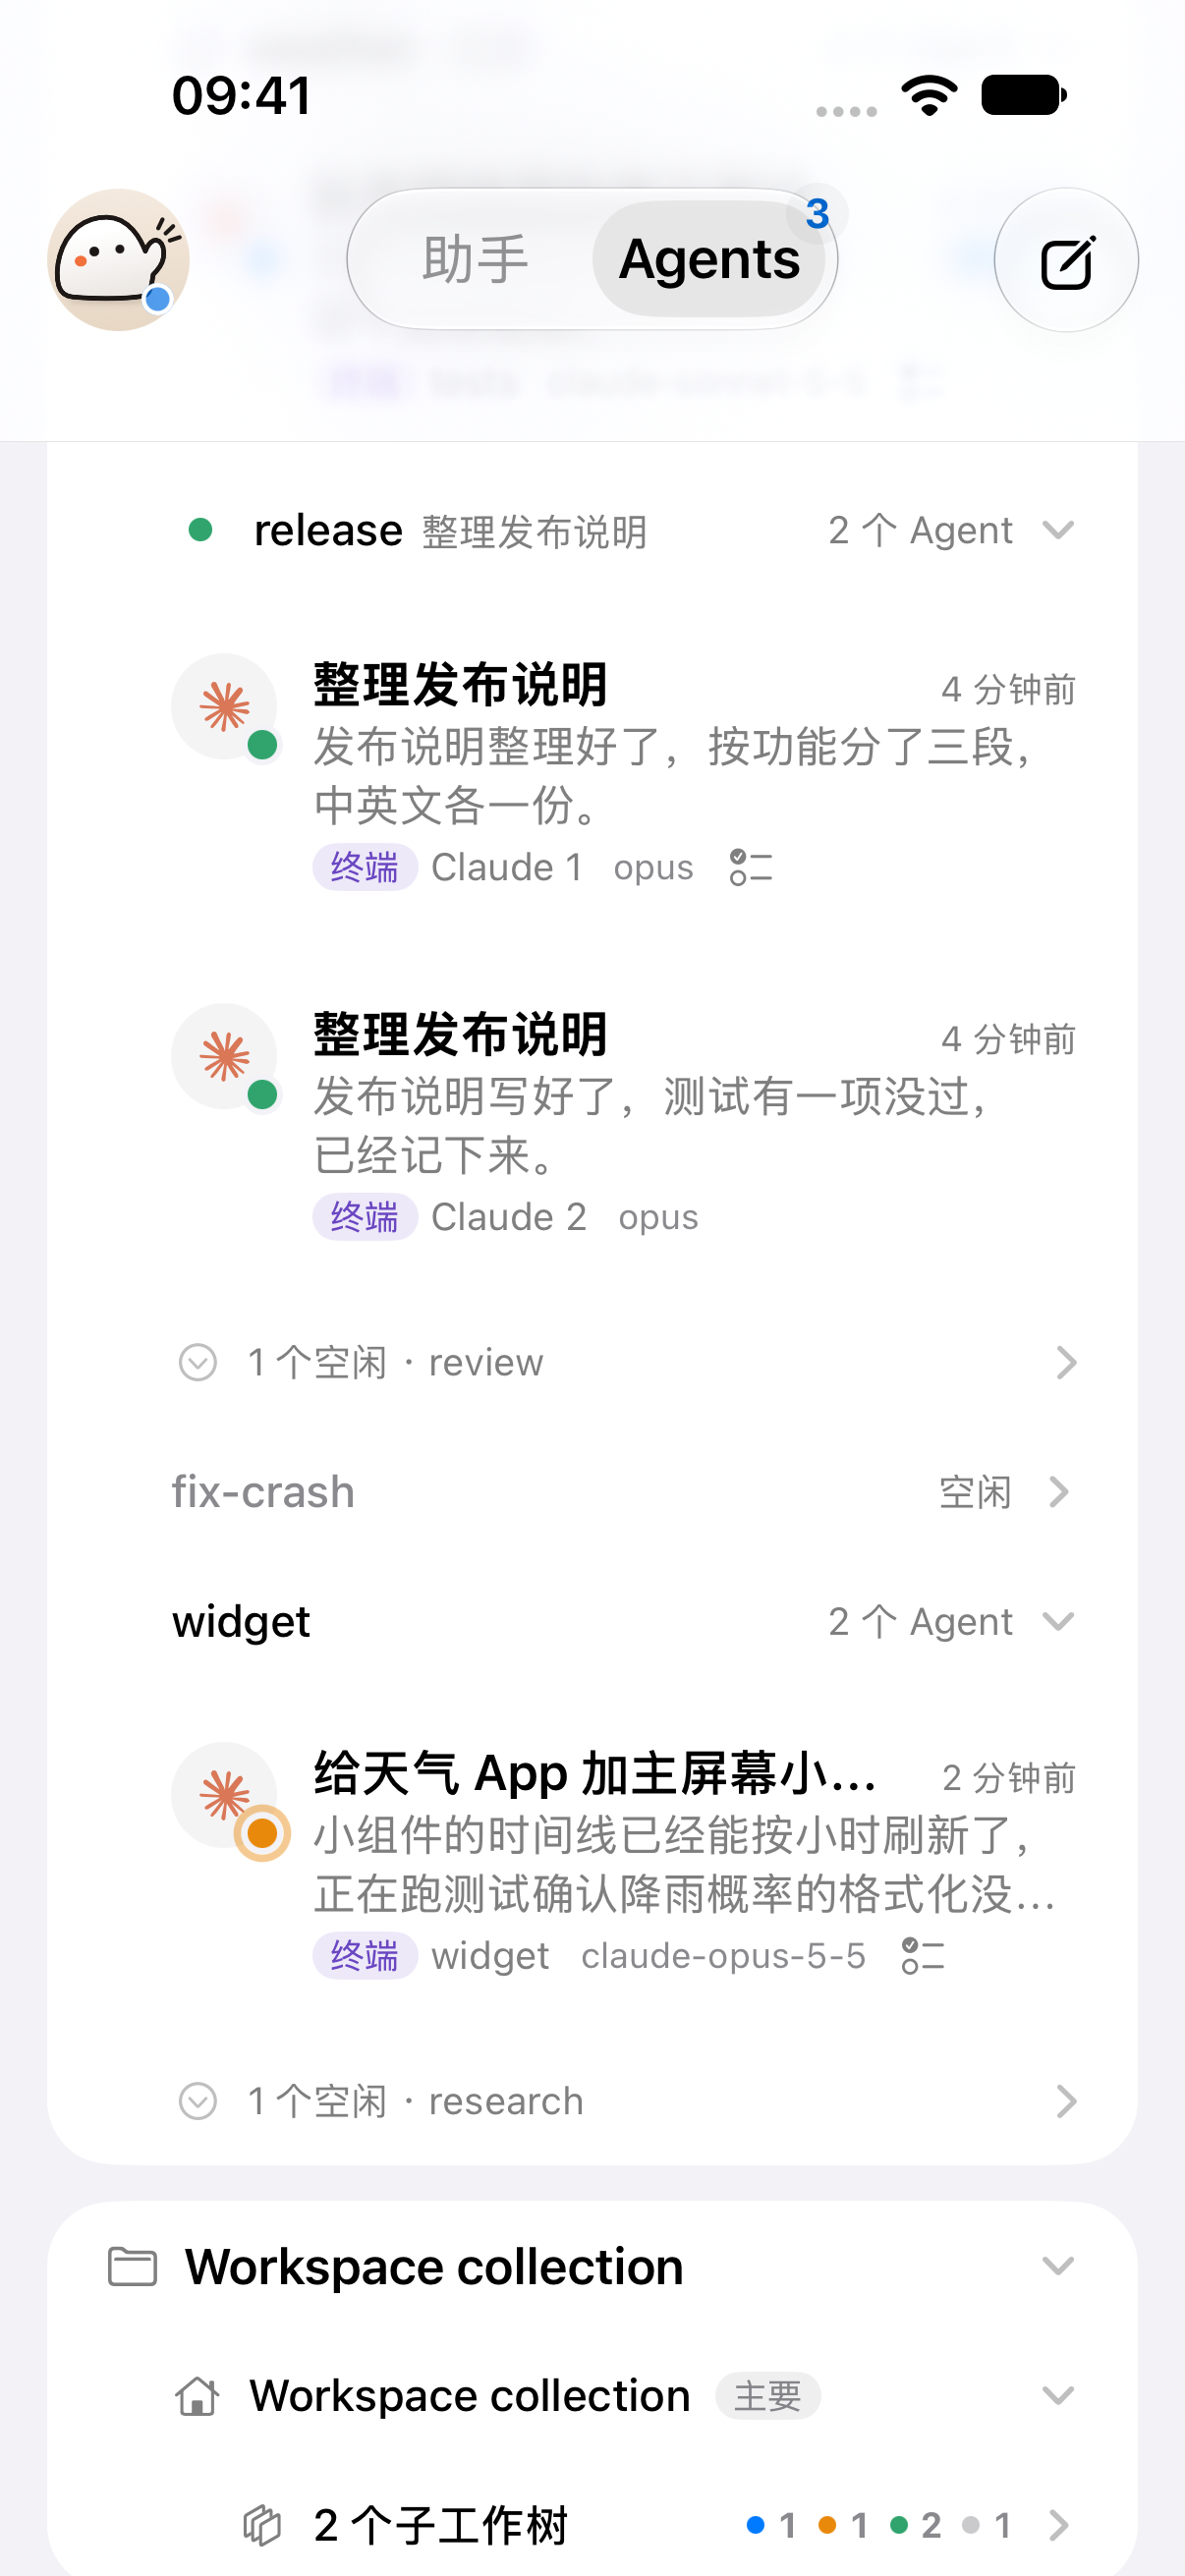 09:41
助手
Agents
3
终端 tests claude-sonnet-5-5
release 整理发布说明 2 个 Agent
整理发布说明 4 分钟前
发布说明整理好了，按功能分了三段，
中英文各一份。
终端 Claude 1 opus
整理发布说明 4 分钟前
发布说明写好了，测试有一项没过，
已经记下来。
终端 Claude 2 opus
1 个空闲 · review
fix-crash 空闲
widget 2 个 Agent
给天气 App 加主屏幕小… 2 分钟前
小组件的时间线已经能按小时刷新了，
正在跑测试确认降雨概率的格式化没…
终端 widget claude-opus-5-5
1 个空闲 · research
Workspace collection
Workspace collection 主要
2 个子工作树 1 1 2 1